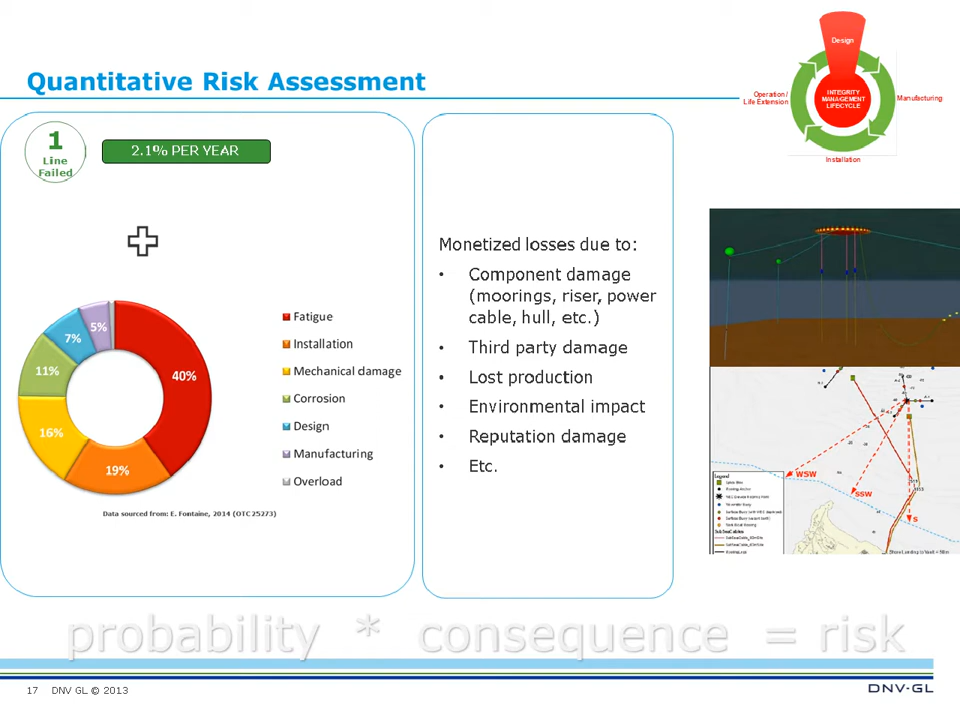 Quantitative Risk Assessment
Design
Operation /
Life Extension
INTEGRITY
MANAGEMENT
LIFECYCLE
Manufacturing
Installation
1
Line
Failed
2.1% PER YEAR
40%
19%
16%
11%
7%
5%
Fatigue
Installation
Mechanical damage
Corrosion
Design
Manufacturing
Overload
Data sourced from: E. Fontaine, 2014 (OTC 25273)
Monetized losses due to:
• Component damage
(moorings, riser, power
cable, hull, etc.)
• Third party damage
• Lost production
• Environmental impact
• Reputation damage
• Etc.
WSW
SSW
S
Legend
probability * consequence = risk
17 DNV GL © 2013
DNV·GL